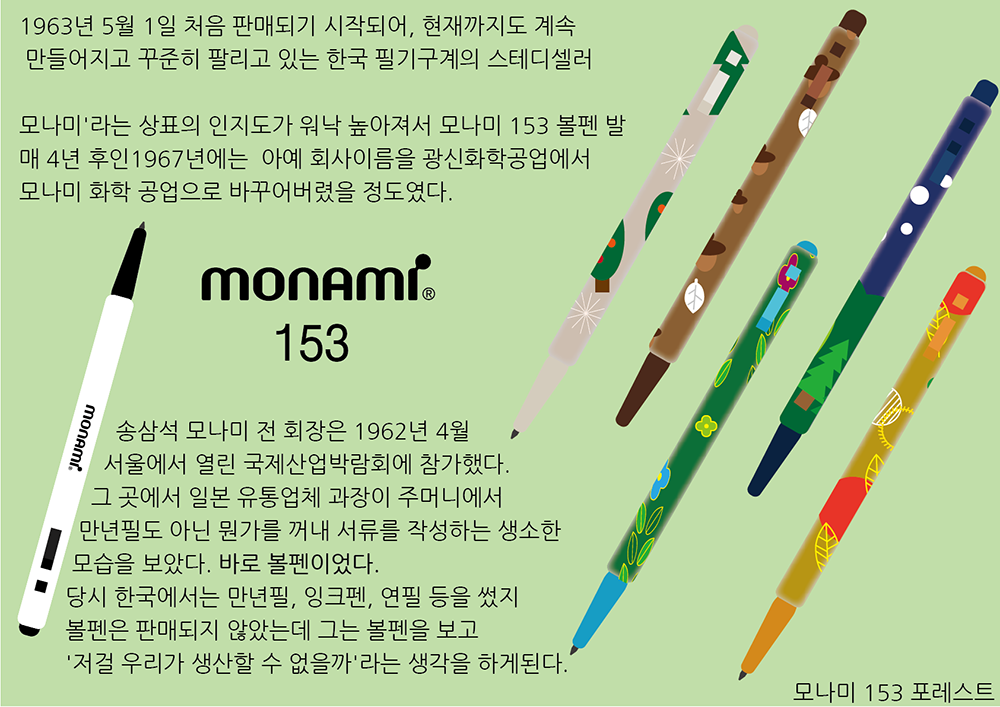 1963년 5월 1일 처음 판매되기 시작되어, 현재까지도 계속
만들어지고 꾸준히 팔리고 있는 한국 필기구계의 스테디셀러
모나미'라는 상표의 인지도가 워낙 높아져서 모나미 153 볼펜 발
매 4년 후인1967년에는 아예 회사이름을 광신화학공업에서
모나미 화학 공업으로 바꾸어버렸을 정도였다.
monami®
153
monami®
송삼석 모나미 전 회장은 1962년 4월
서울에서 열린 국제산업박람회에 참가했다.
그 곳에서 일본 유통업체 과장이 주머니에서
만년필도 아닌 뭔가를 꺼내 서류를 작성하는 생소한
모습을 보았다. 바로 볼펜이었다.
당시 한국에서는 만년필, 잉크펜, 연필 등을 썼지
볼펜은 판매되지 않았는데 그는 볼펜을 보고
'저걸 우리가 생산할 수 없을까'라는 생각을 하게된다.
모나미 153 포레스트